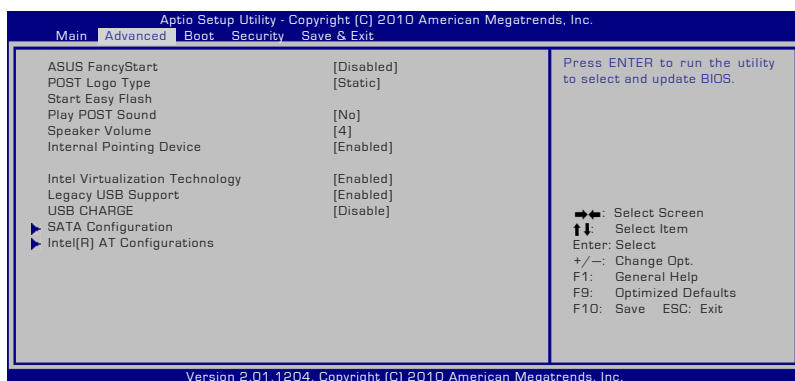 Aptio Setup Utility - Copyright (C) 2010 American Megatrends, Inc.
Main Advanced Boot Security Save & Exit
ASUS FancyStart [Disabled]
POST Logo Type [Static]
Start Easy Flash
Play POST Sound [No]
Speaker Volume [4]
Internal Pointing Device [Enabled]
Intel Virtualization Technology [Enabled]
Legacy USB Support [Enabled]
USB CHARGE [Disable]
SATA Configuration
Intel(R) AT Configurations
Press ENTER to run the utility
to select and update BIOS.
→←: Select Screen
↑↓: Select Item
Enter: Select
+/—: Change Opt.
F1: General Help
F9: Optimized Defaults
F10: Save ESC: Exit
Version 2.01.1204. Copyright (C) 2010 American Megatrends, Inc.